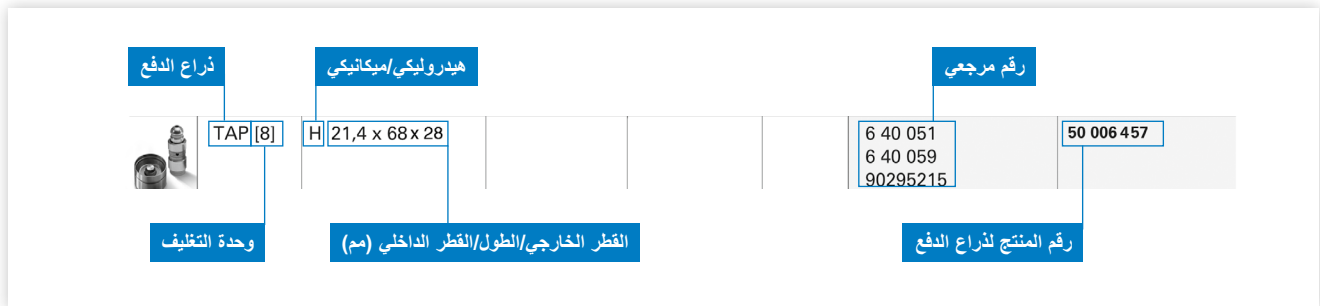 ذراع الدفع
هيدروليكي/ميكانيكي
رقم مرجعي
TAP [8]
H 21,4 x 68 x 28
6 40 051
6 40 059
90295215
50 006 457
وحدة التغليف
القطر الخارجي/الطول/القطر الداخلي (مم)
رقم المنتج لذراع الدفع